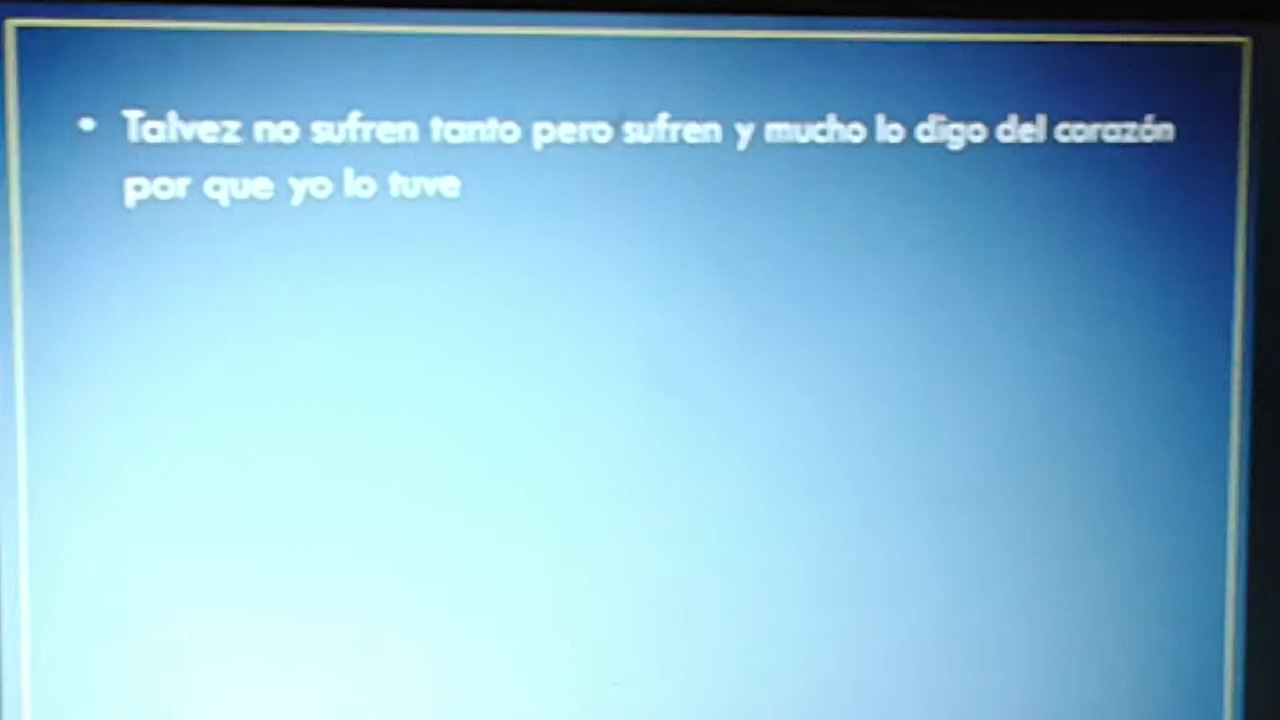 • Talvez no sufren tanto pero sufren y mucho lo digo del corazón
por que yo lo tuve